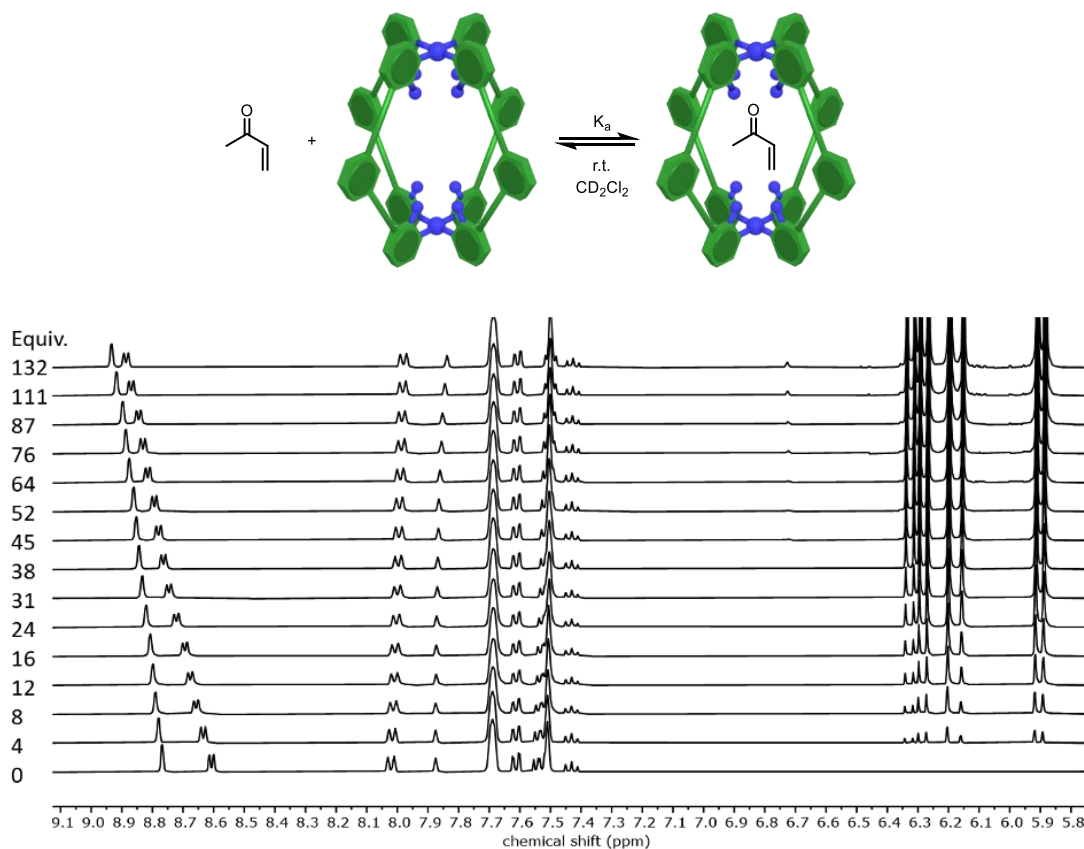 O
+
Kₐ
r.t.
CD₂Cl₂
O
Equiv.
132
111
87
76
64
52
45
38
31
24
16
12
8
4
0
9.1 9.0 8.9 8.8 8.7 8.6 8.5 8.4 8.3 8.2 8.1 8.0 7.9 7.8 7.7 7.6 7.5 7.4 7.3 7.2 7.1 7.0 6.9 6.8 6.7 6.6 6.5 6.4 6.3 6.2 6.1 6.0 5.9 5.8
chemical shift (ppm)